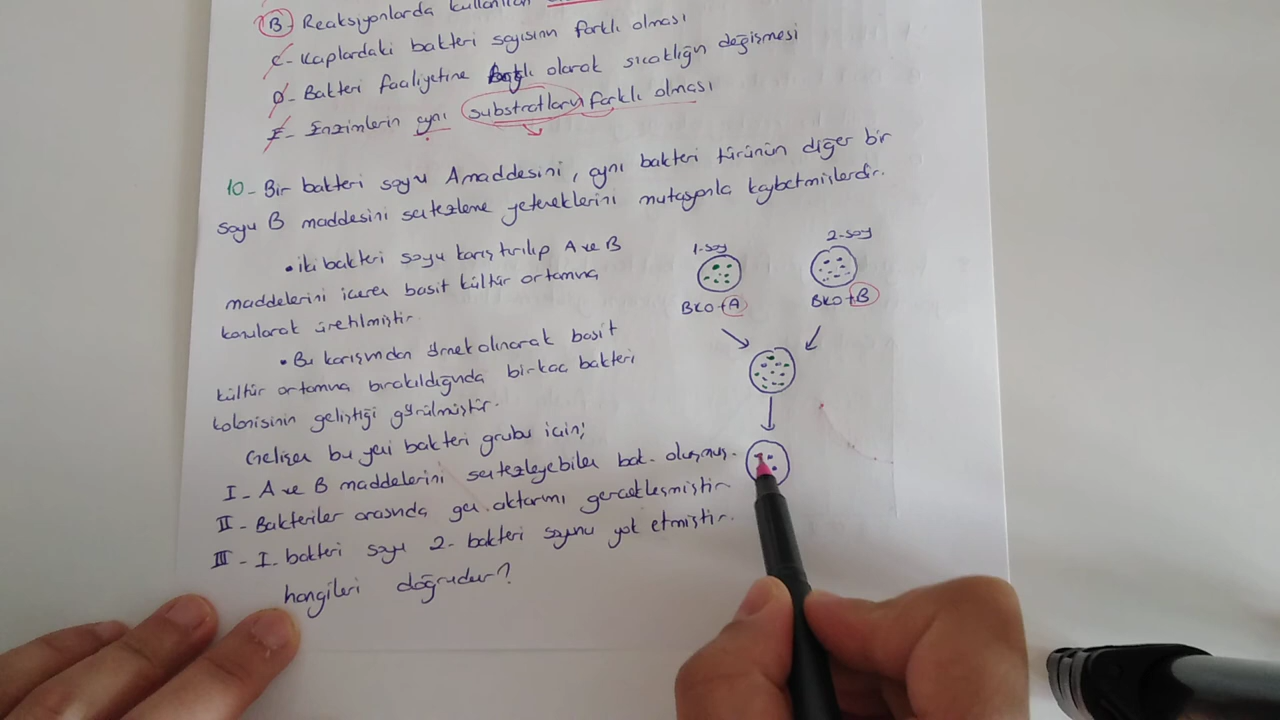 B- Reaksiyonlarda kullanılan
C- Kaplardaki bakteri sayısının farklı olması
D- Bakteri faaliyetine bağlı olarak sıcaklığın değişmesi
E- Enzimlerin aynı substratların farklı olması
10- Bir bakteri soyu A maddesini, aynı bakteri türünün diğer bir
soyu B maddesini sentezleme yeteneklerini mutasyonla kaybetmişlerdir.
• iki bakteri soyu karıştırılıp A ve B
maddelerini içeren basit kültür ortamına
konularak üretilmiştir.
• Bu karışımdan örnek alınarak basit
kültür ortamına bırakıldığında birkaç bakteri
kolonisinin geliştiği görülmüştür.
Gelişen bu yeni bakteri grubu için;
I- A ve B maddelerini sentezleyebilen bak. oluşmuş.
II- Bakteriler arasında gen aktarımı gerçekleşmiştir
III- I. bakteri soyu 2. bakteri soyunu yok etmiştir.
hangileri doğrudur?
1-soy
2-soy
BKO+A
BKO+B